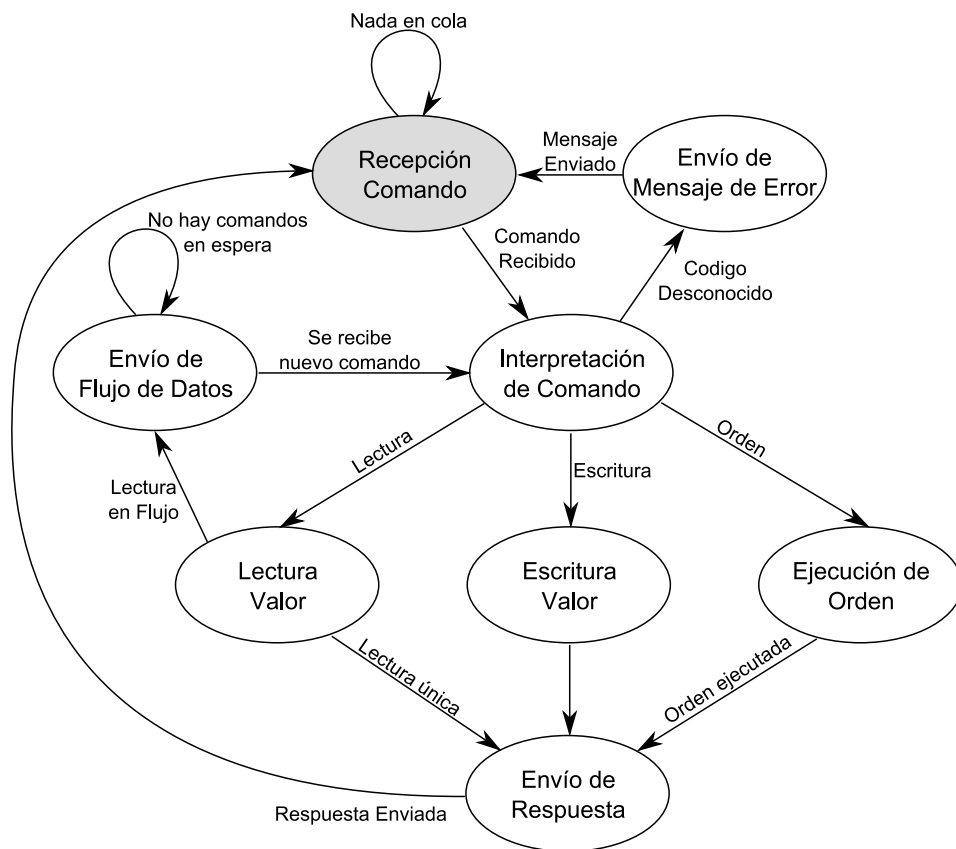 Nada en cola
Recepción
Comando
Mensaje
Enviado
Envío de
Mensaje de Error
No hay comandos
en espera
Comando
Recibido
Codigo
Desconocido
Envío de
Flujo de Datos
Se recibe
nuevo comando
Interpretación
de Comando
Lectura
Escritura
Orden
Lectura
en Flujo
Lectura
Valor
Escritura
Valor
Ejecución de
Orden
Lectura única
Orden ejecutada
Envío de
Respuesta
Respuesta Enviada